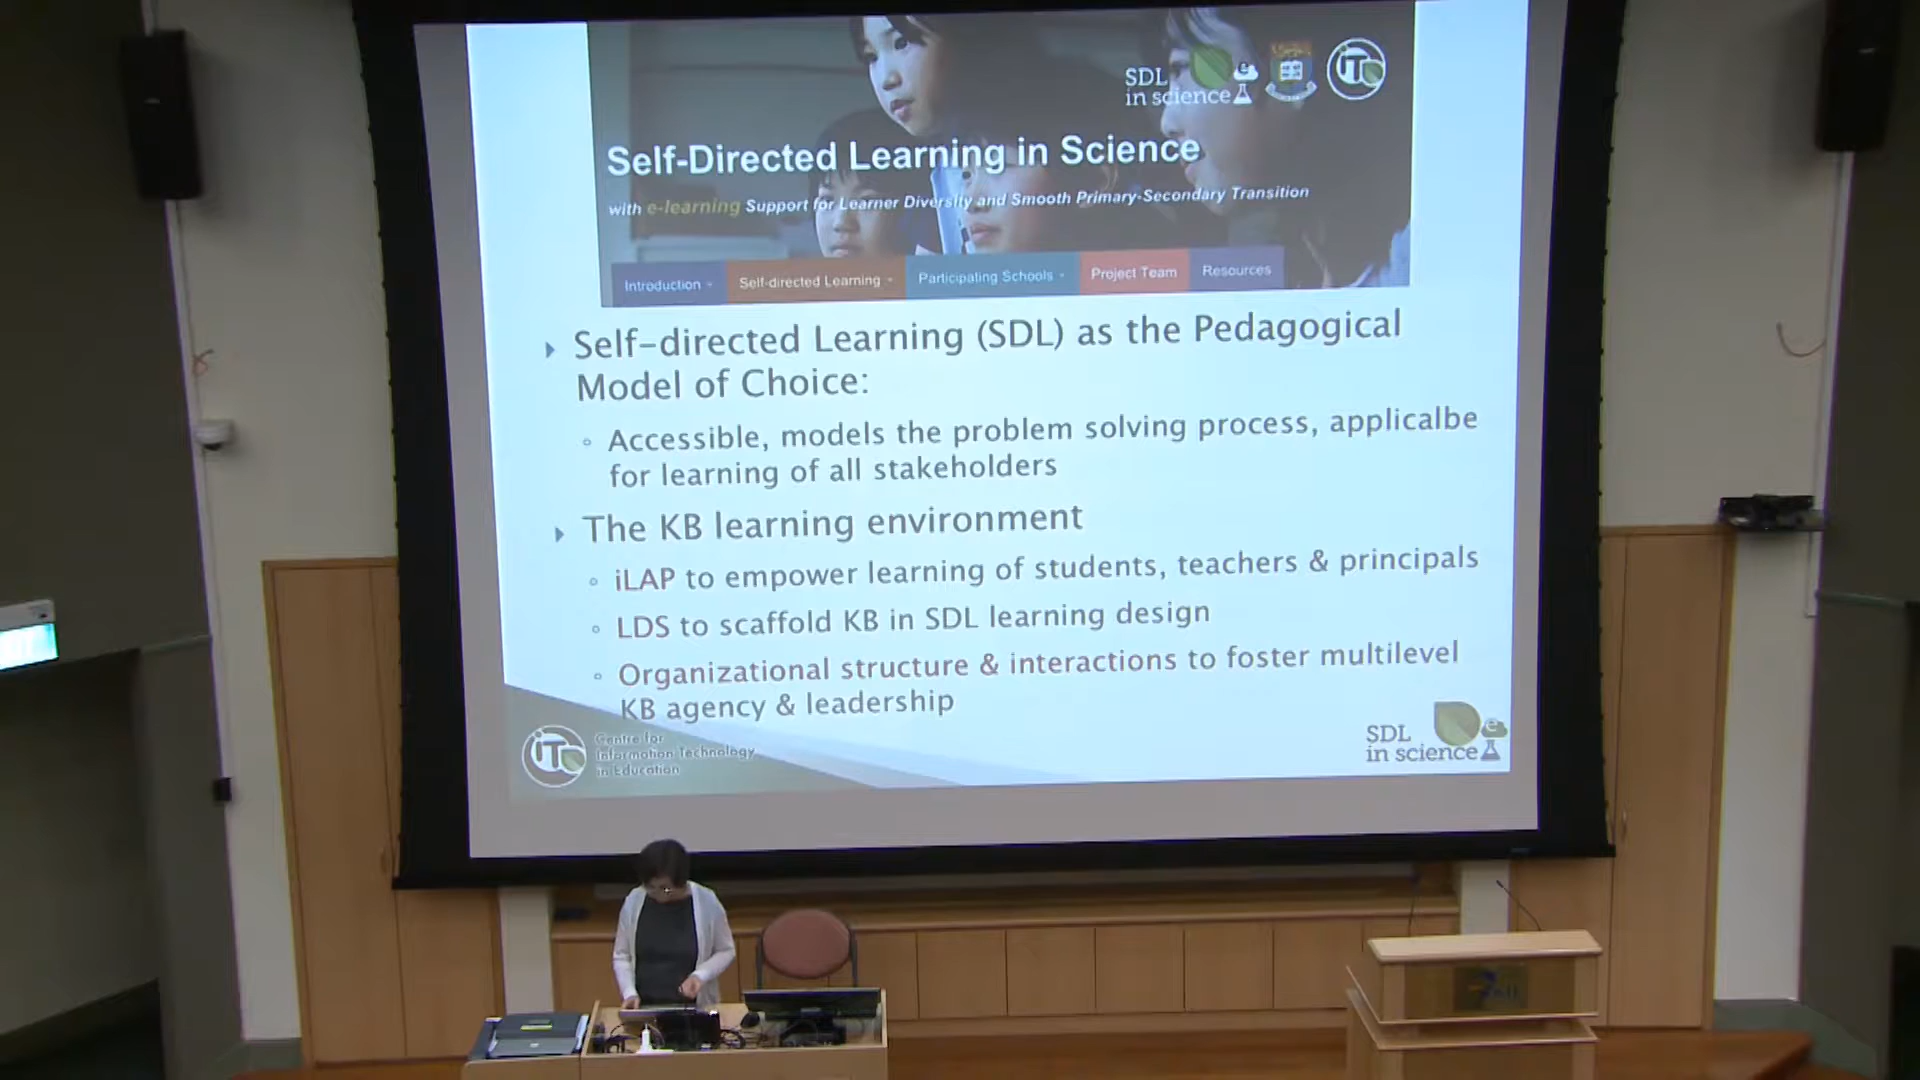 SDL
in science
iTe
Self-Directed Learning in Science
with e-learning Support for Learner Diversity and Smooth Primary-Secondary Transition
Introduction
Self-directed Learning
Participating Schools
Project Team
Resources
Self-directed Learning (SDL) as the Pedagogical
Model of Choice:
Accessible, models the problem solving process, applicalbe
for learning of all stakeholders
The KB learning environment
iLAP to empower learning of students, teachers & principals
LDS to scaffold KB in SDL learning design
Organizational structure & interactions to foster multilevel
KB agency & leadership
iTe
Centre for
Information Technology
in Education
SDL
in science